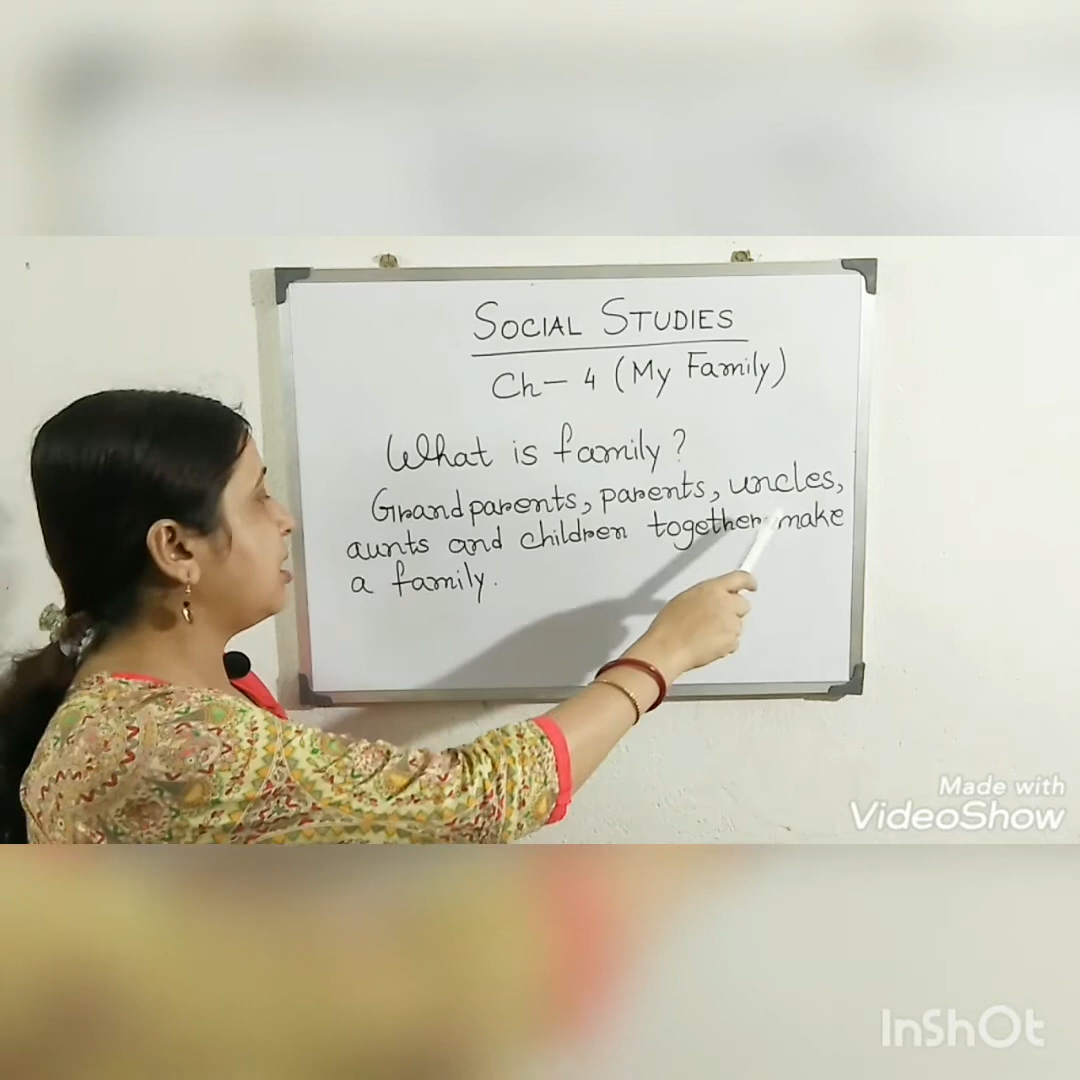 SOCIAL STUDIES
Ch - 4 (My Family)
What is family?
Grandparents, parents, uncles,
aunts and children together make
a family.
Made with
VideoShow
InShOt